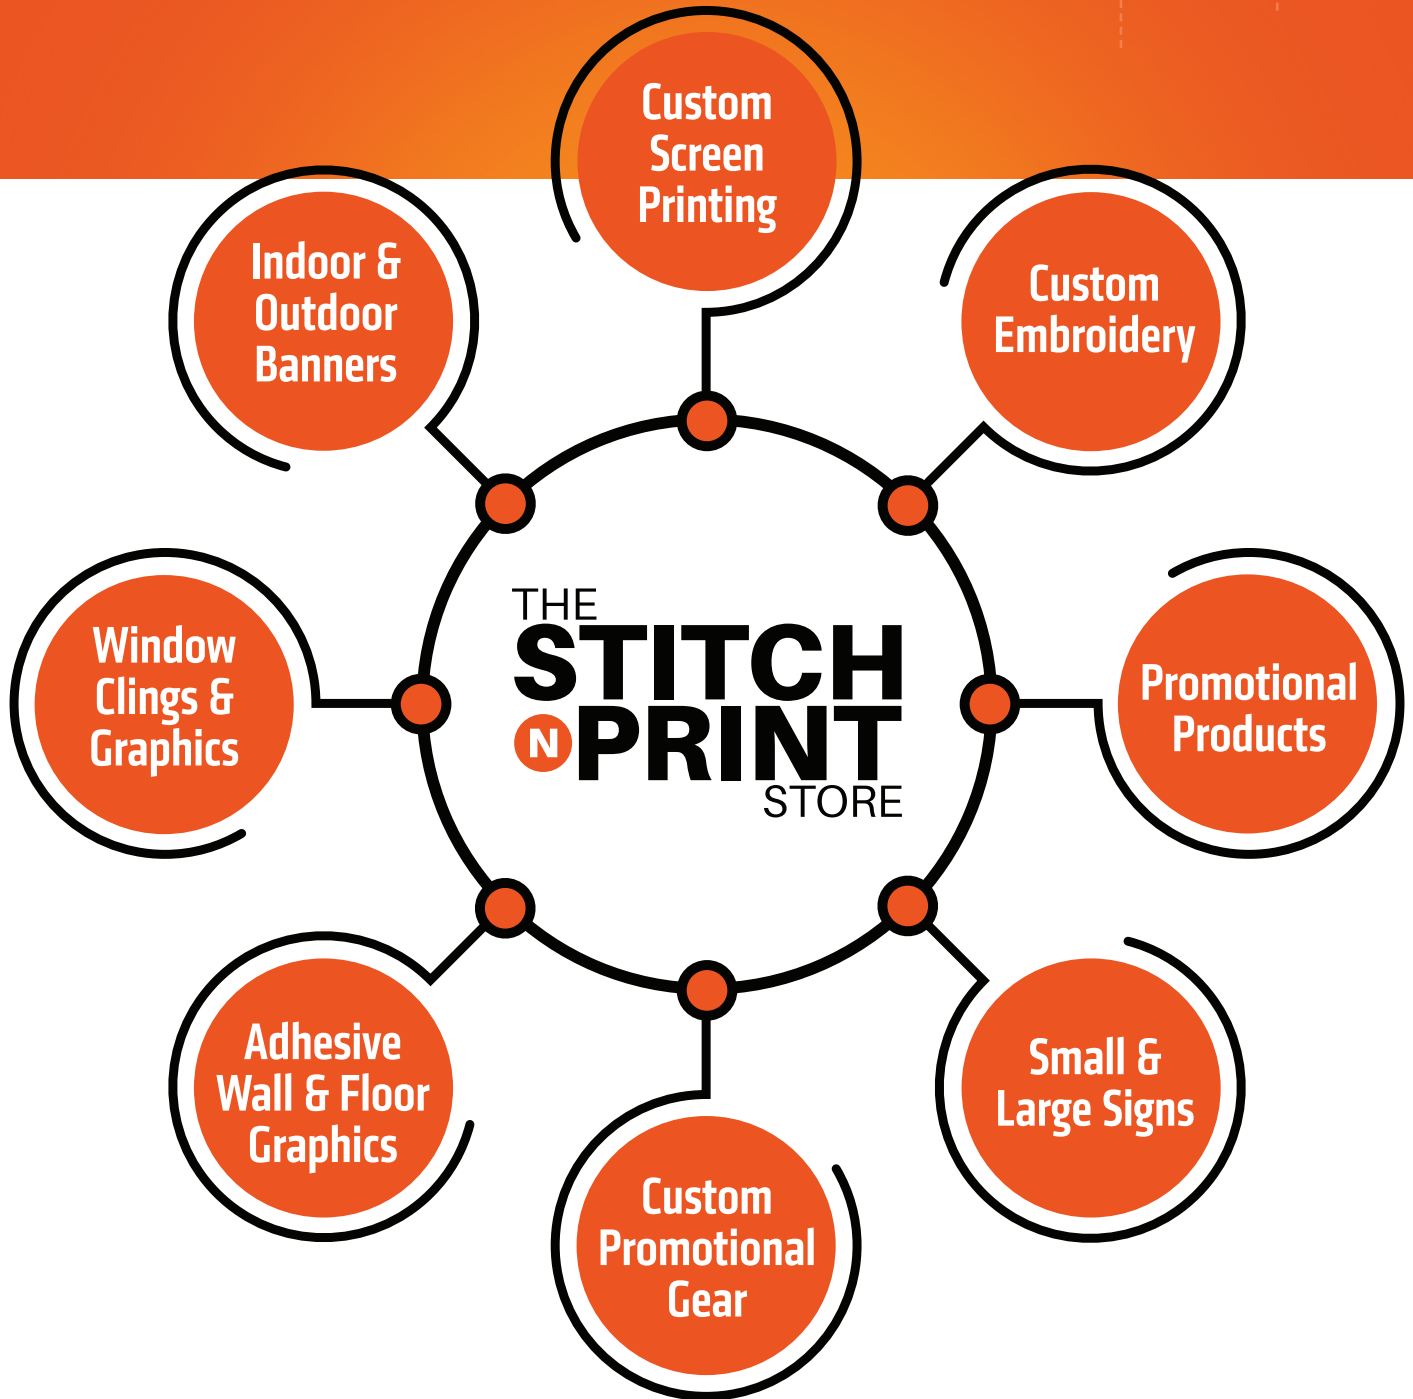 Custom
Screen
Printing
Indoor &
Outdoor
Banners
Custom
Embroidery
THE
STITCH
N PRINT
STORE
Window
Clings &
Graphics
Promotional
Products
Adhesive
Wall & Floor
Graphics
Small &
Large Signs
Custom
Promotional
Gear